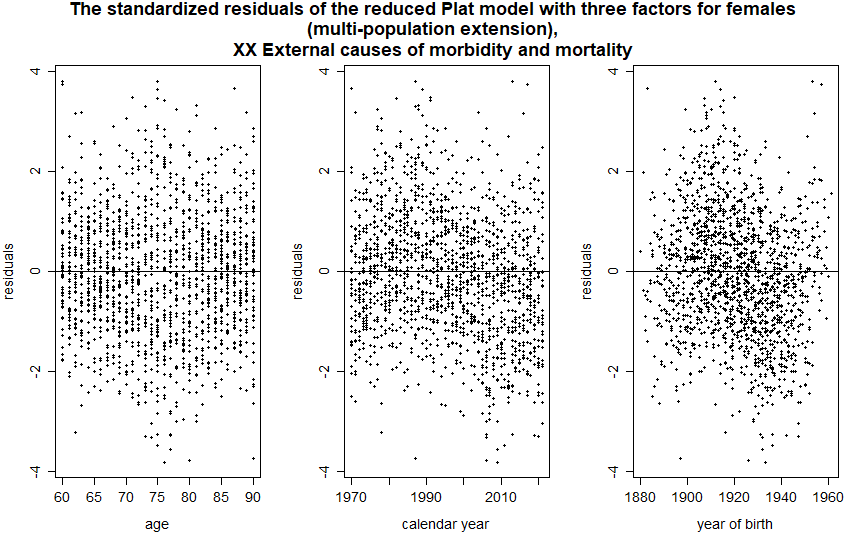 The standardized residuals of the reduced Plat model with three factors for females
(multi-population extension),
XX External causes of morbidity and mortality
residuals
4
2
0
-2
-4
60 65 70 75 80 85 90
age
residuals
4
2
0
-2
-4
1970 1990 2010
calendar year
residuals
4
2
0
-2
-4
1880 1900 1920 1940 1960
year of birth